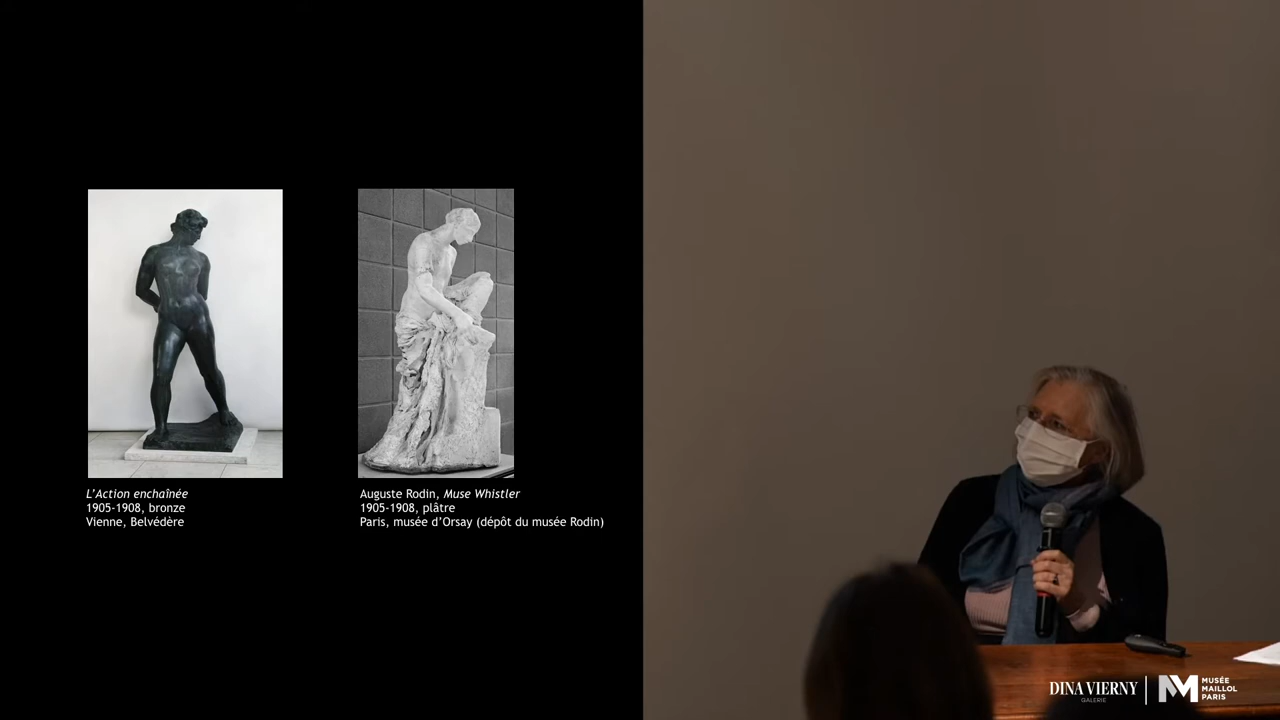 L'Action enchaînée
1905-1908, bronze
Vienne, Belvédère
Auguste Rodin, Muse Whistler
1905-1908, plâtre
Paris, musée d'Orsay (dépôt du musée Rodin)
DINA VIERNY
GALERIE
MUSÉE
MAILLOL
PARIS